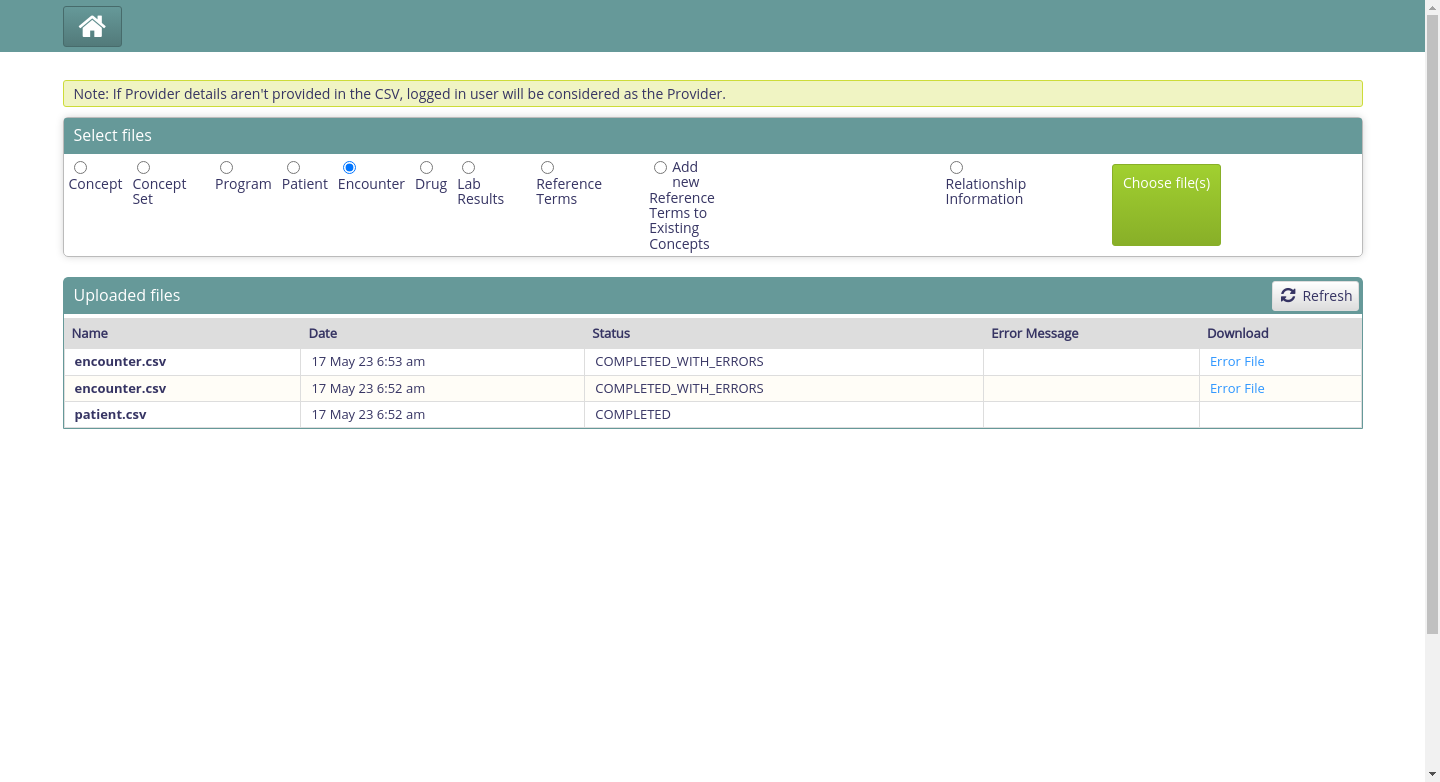 Note: If Provider details aren't provided in the CSV, logged in user will be considered as the Provider.
Select files
Concept
Concept
Set
Program
Patient
Encounter
Drug
Lab
Results
Reference
Terms
Add
new
Reference
Terms to
Existing
Concepts
Relationship
Information
Choose file(s)
Uploaded files
Refresh
Name Date Status Error Message Download
encounter.csv 17 May 23 6:53 am COMPLETED_WITH_ERRORS Error File
encounter.csv 17 May 23 6:52 am COMPLETED_WITH_ERRORS Error File
patient.csv 17 May 23 6:52 am COMPLETED